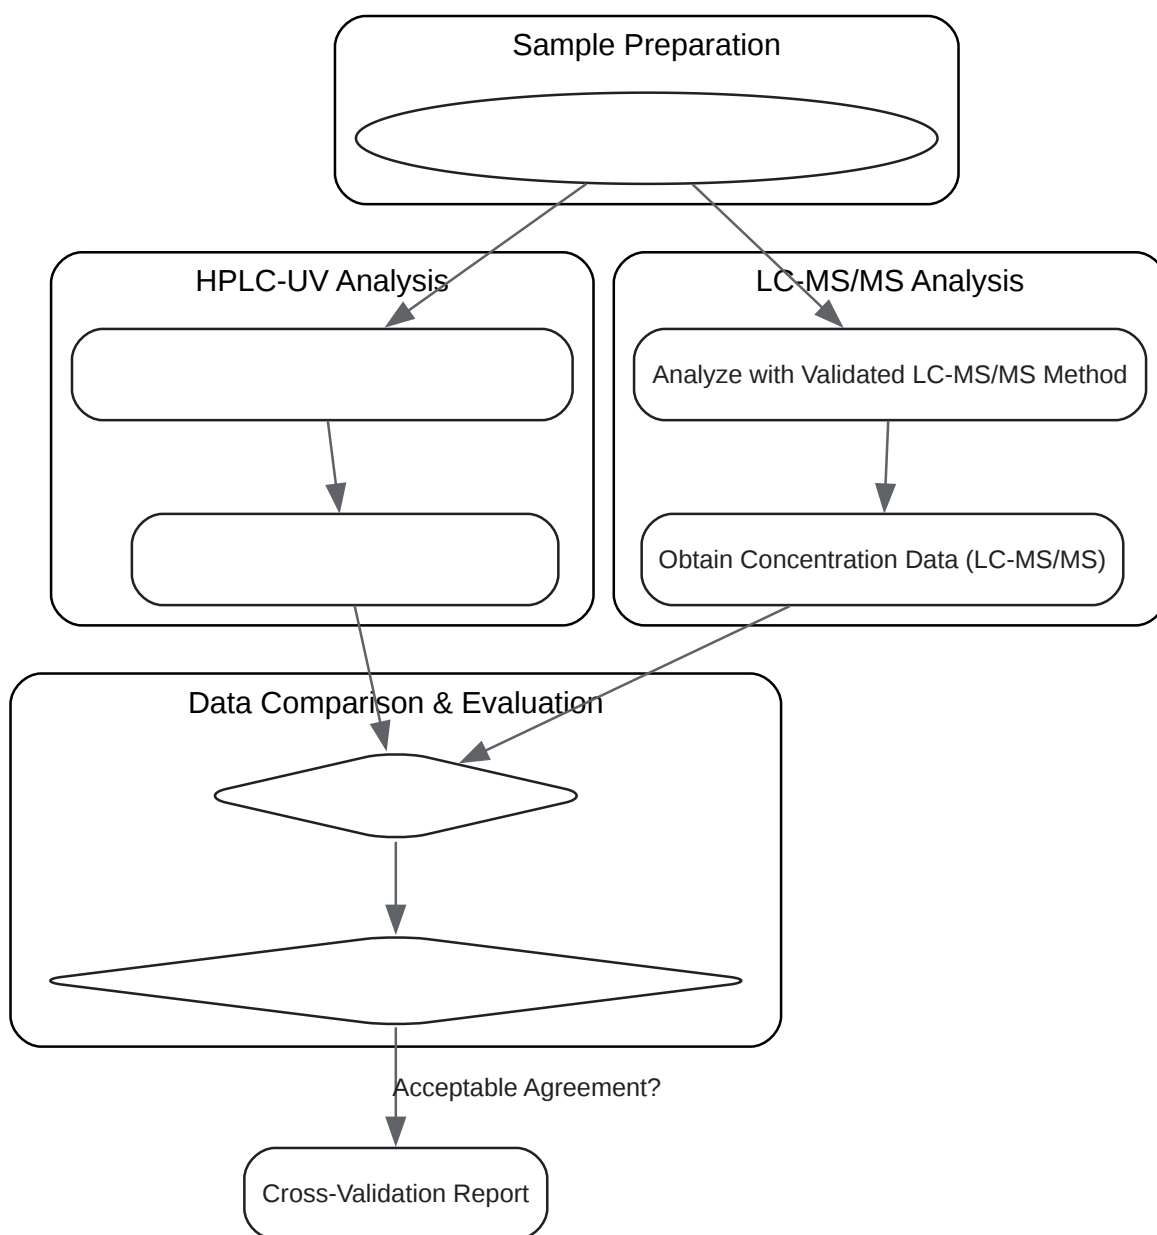 Sample Preparation
HPLC-UV Analysis
LC-MS/MS Analysis
Analyze with Validated LC-MS/MS Method
Obtain Concentration Data (LC-MS/MS)
Data Comparison & Evaluation
Acceptable Agreement?
Cross-Validation Report